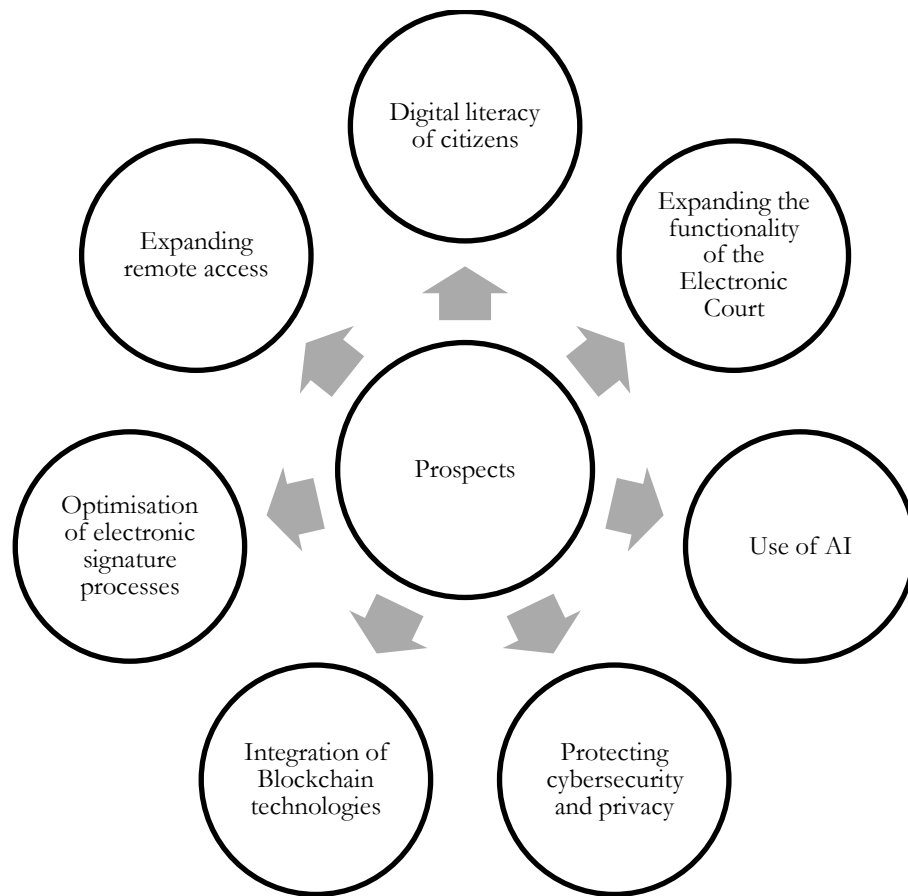 Digital literacy
of citizens
Expanding the
functionality
of the
Electronic
Court
Use of AI
Protecting
cybersecurity
and privacy
Integration of
Blockchain
technologies
Optimisation
of electronic
signature
processes
Expanding
remote access
Prospects